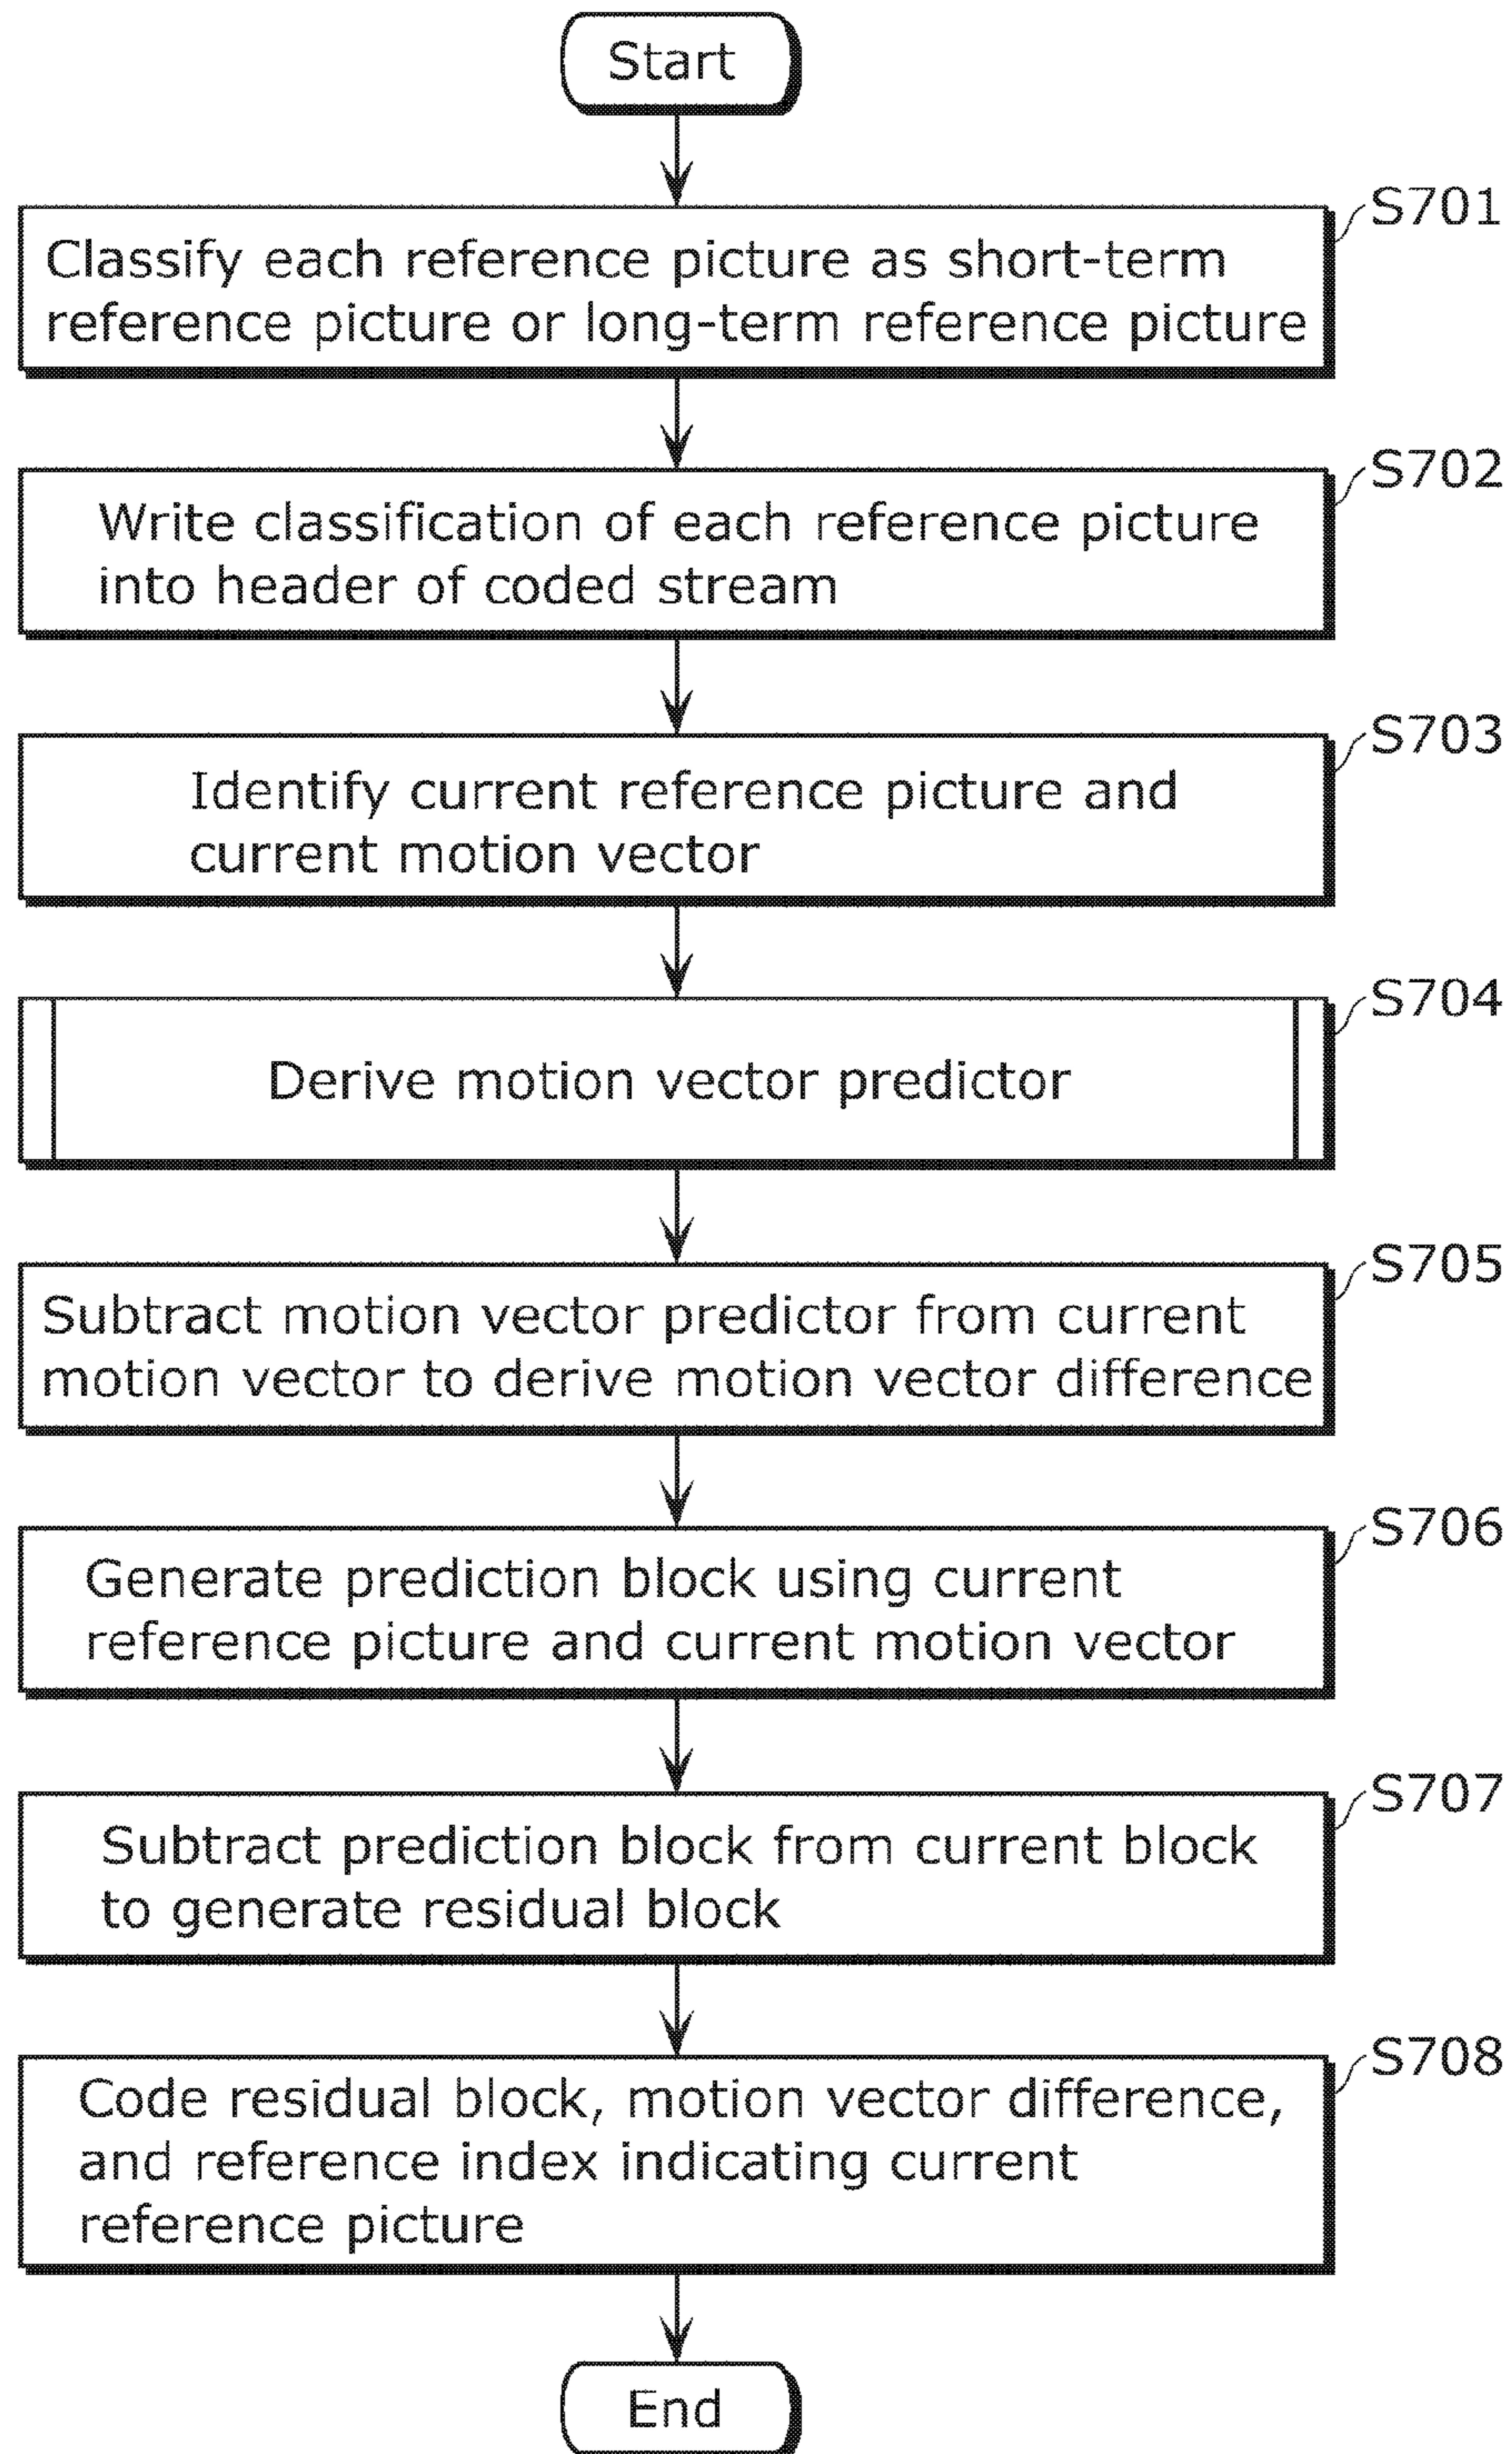 Start
S701
Classify each reference picture as short-term
reference picture or long-term reference picture
S702
Write classification of each reference picture
into header of coded stream
S703
Identify current reference picture and
current motion vector
S704
Derive motion vector predictor
S705
Subtract motion vector predictor from current
motion vector to derive motion vector difference
S706
Generate prediction block using current
reference picture and current motion vector
S707
Subtract prediction block from current block
to generate residual block
S708
Code residual block, motion vector difference,
and reference index indicating current
reference picture
End